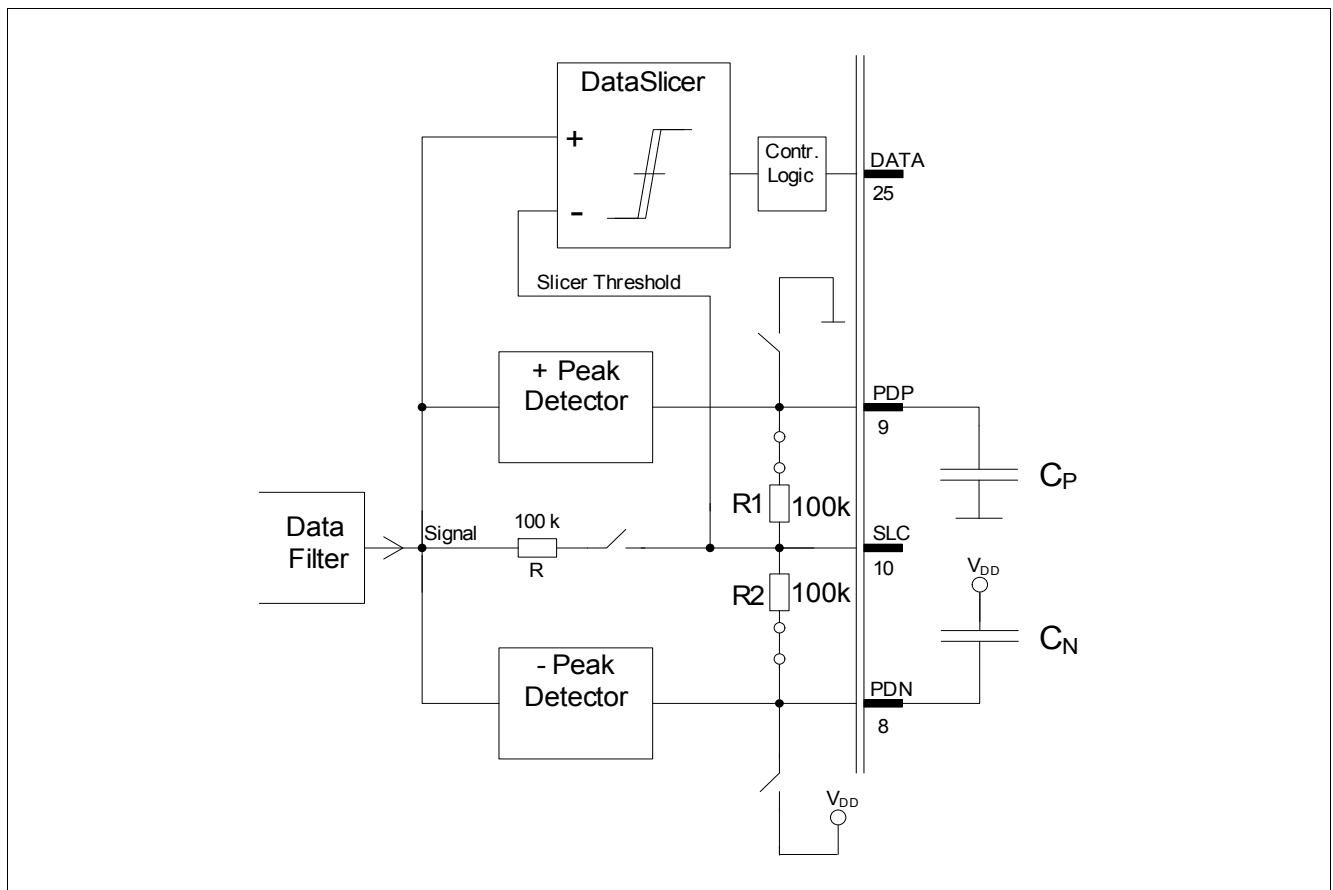 DataSlicer
+
-
Contr.
Logic
DATA
25
Slicer Threshold
+ Peak
Detector
PDP
9
CP
R1
100k
Data
Filter
Signal
100 k
R
SLC
10
R2
100k
VDD
CN
- Peak
Detector
PDN
8
VDD